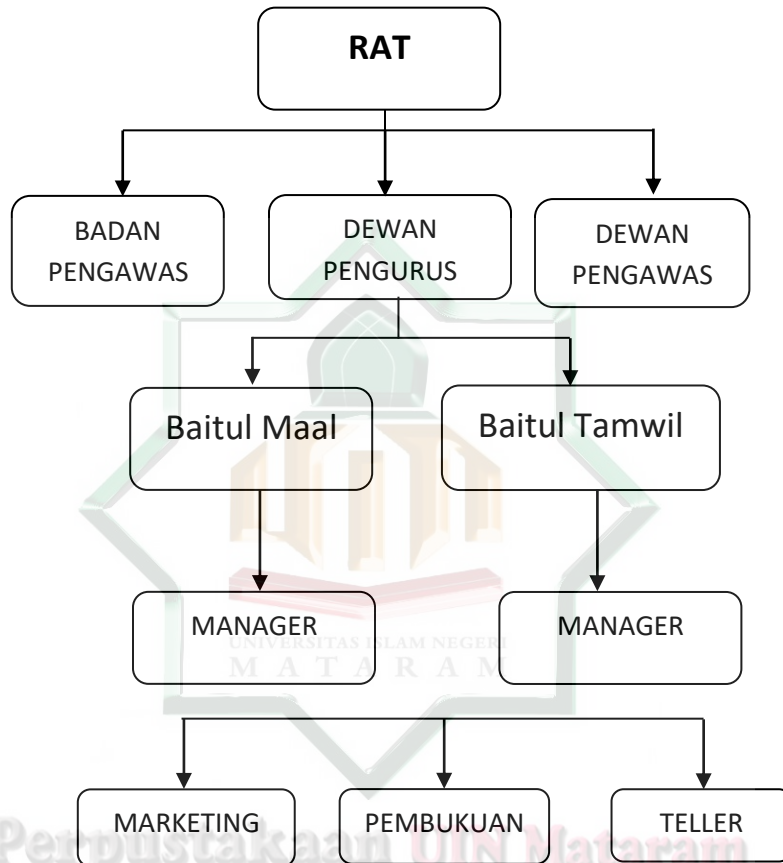 RAT
BADAN
PENGAWAS
DEWAN
PENGURUS
DEWAN
PENGAWAS
Baitul Maal
Baitul Tamwil
MANAGER
MANAGER
UNIVERSITAS ISLAM NEGERI
MATARAM
MARKETING
PEMBUKUAN
TELLER
Perpustakaan UIN Mataram